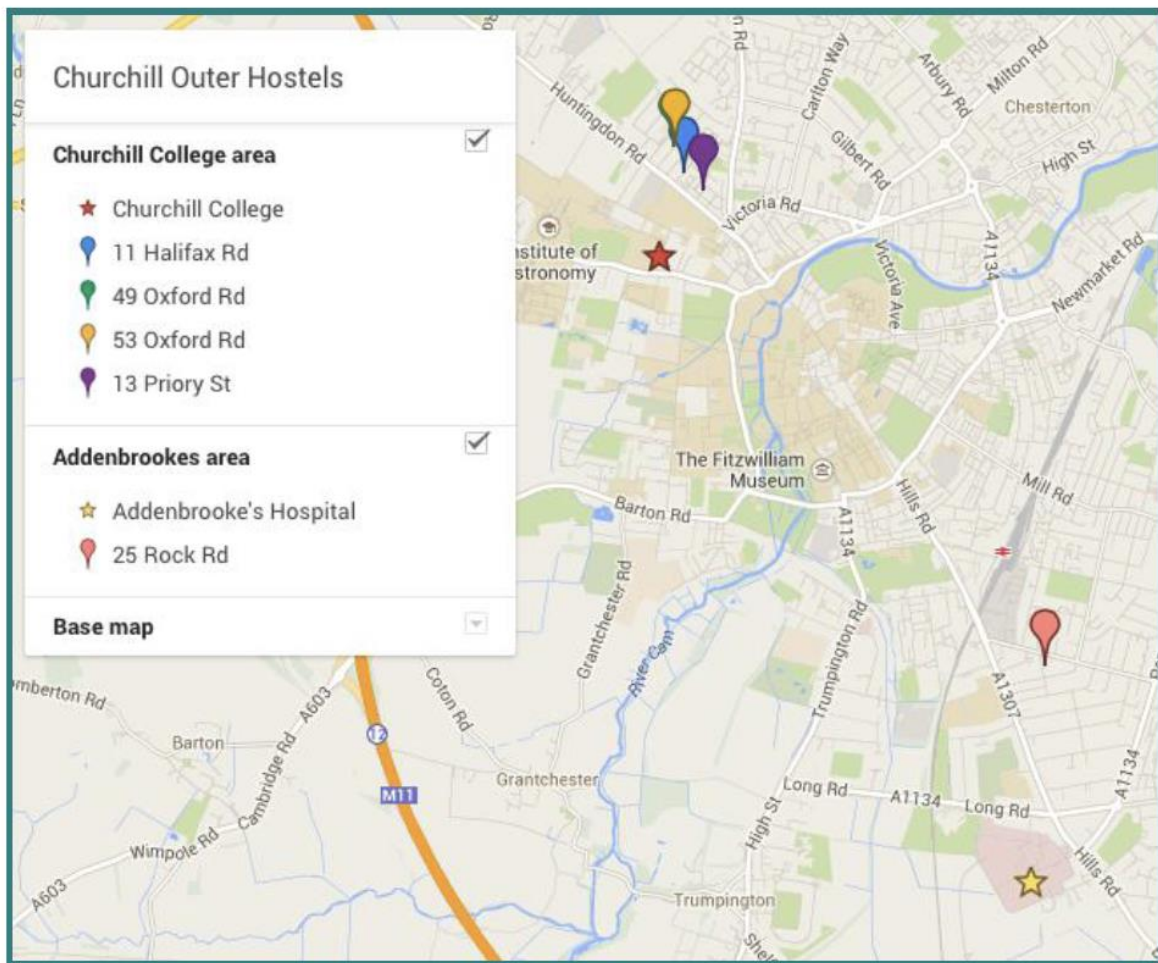 Churchill Outer Hostels
Churchill College area
Churchill College
11 Halifax Rd
49 Oxford Rd
53 Oxford Rd
13 Priory St
Addenbrookes area
Addenbrooke's Hospital
25 Rock Rd
Base map
Huntingdon Rd
Carlton Way
Arbury Rd
Milton Rd
Chesterton
Gilbert Rd
High St
Victoria Rd
nstitute of
stronomy
Victoria Ave
A1134
Newmarket Rd
The Fitzwilliam
Museum
Barton Rd
A1134
Hills Rd
Mill Rd
Grantchester Rd
River Cam
Trumpington Rd
A1307
omberton Rd
A603
Coton Rd
Barton
12
Cambridge Rd
M11
Grantchester
High St
Long Rd
A1134
Long Rd
A1134
Wimpole Rd
A603
Trumpington
Hills Rd
Shelf